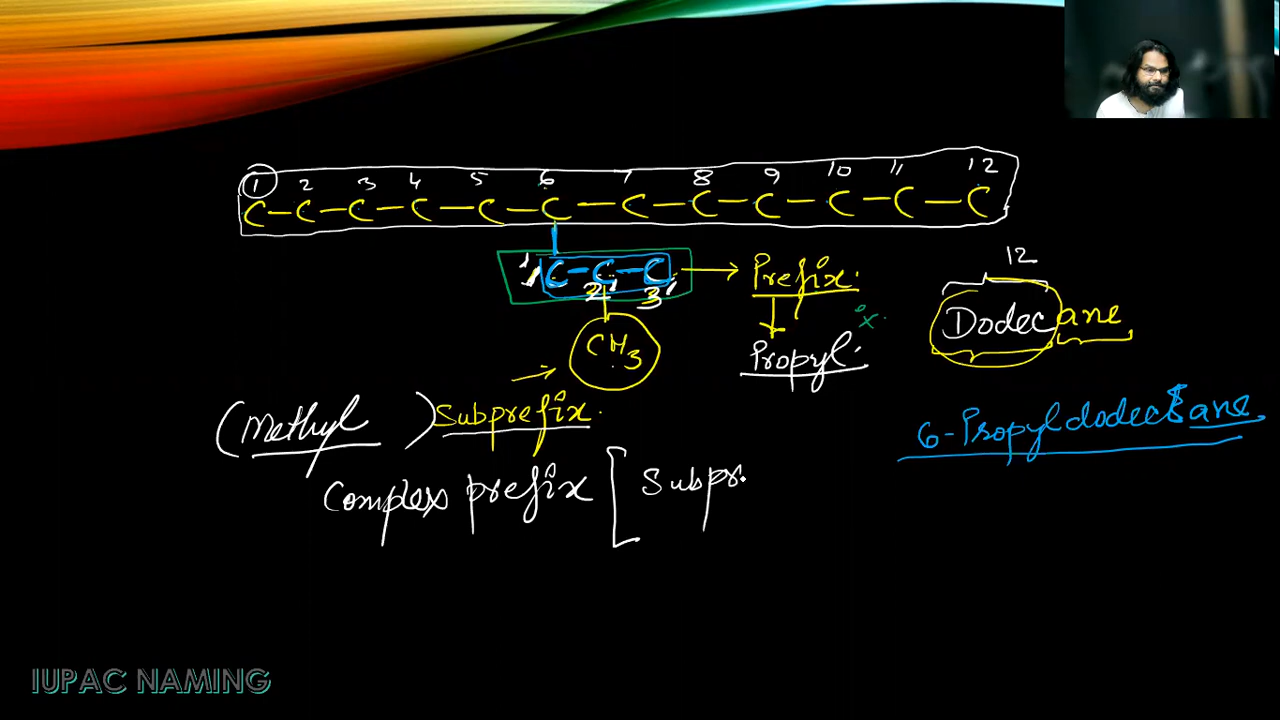 1 2 3 4 5 6 7 8 9 10 11 12
C - C - C - C - C - C - C - C - C - C - C - C
1' C - C - C → Prefix.
2' 3'
12
Dodecane
CH3
Propyl.
(Methyl) Subprefix.
6-Propyldodecane
Complex prefix [ Subpr
IUPAC NAMING